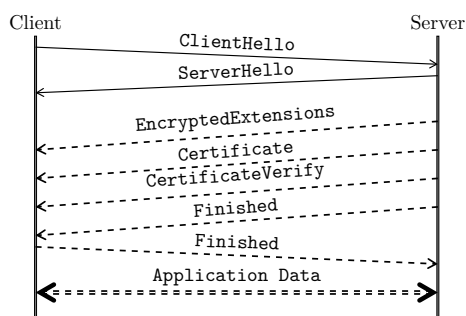 Client Server
ClientHello
ServerHello
EncryptedExtensions
Certificate
CertificateVerify
Finished
Finished
Application Data